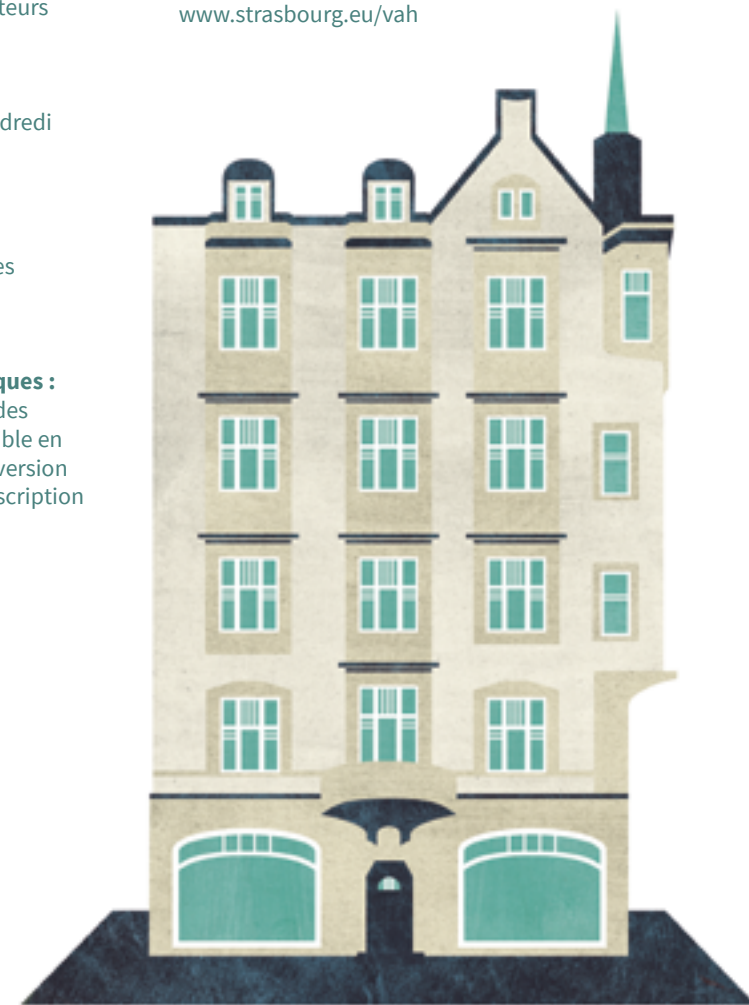 teurs
www.strasbourg.eu/vah
dredi
es
ques :
des
ble en
version
scription